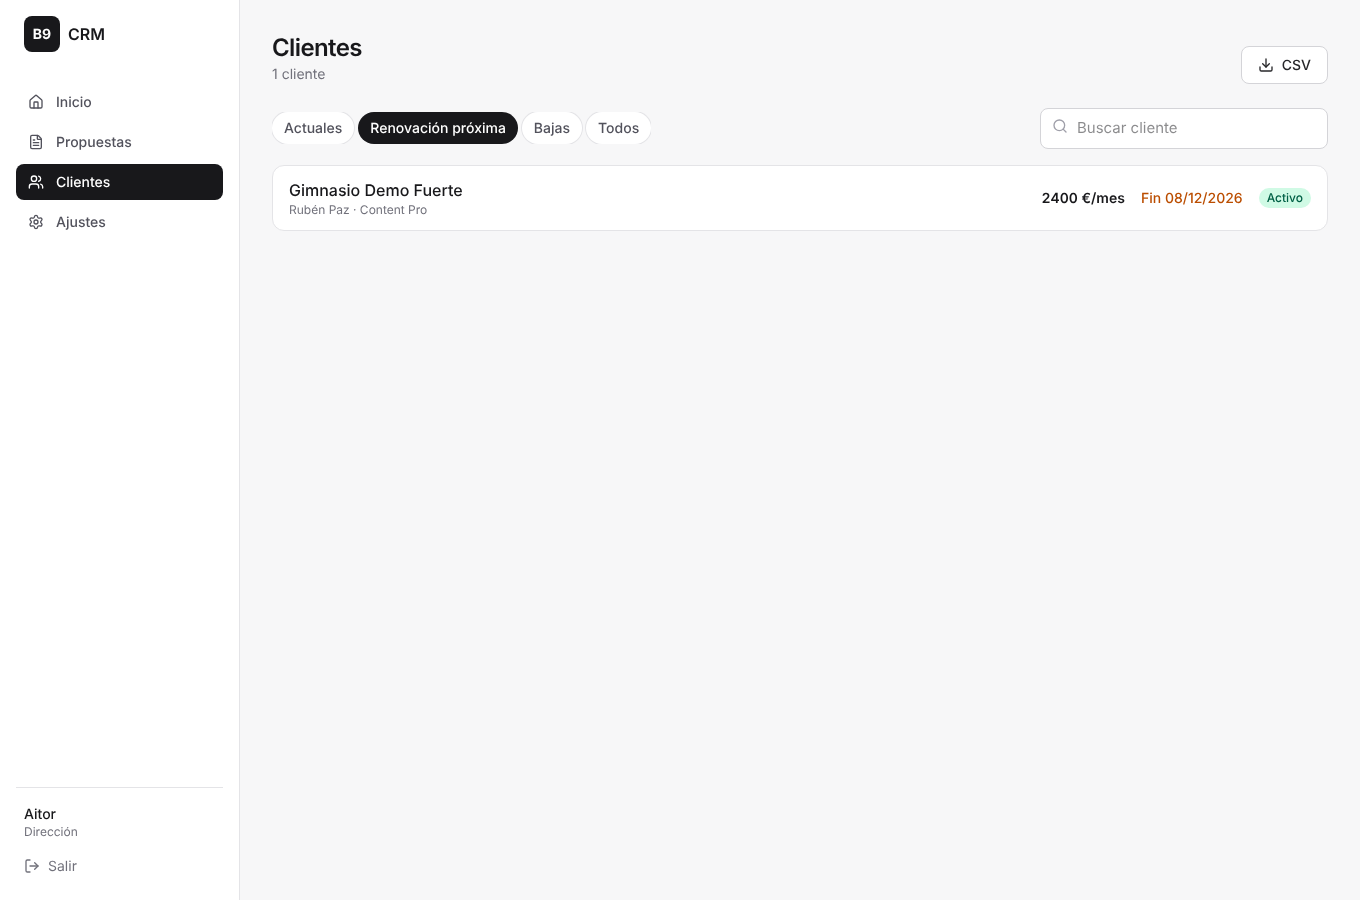 B9 CRM
Inicio
Propuestas
Clientes
Ajustes
Aitor
Dirección
Salir
Clientes
1 cliente
CSV
Actuales Renovación próxima Bajas Todos
Buscar cliente
Gimnasio Demo Fuerte
Rubén Paz · Content Pro
2400 €/mes Fin 08/12/2026 Activo